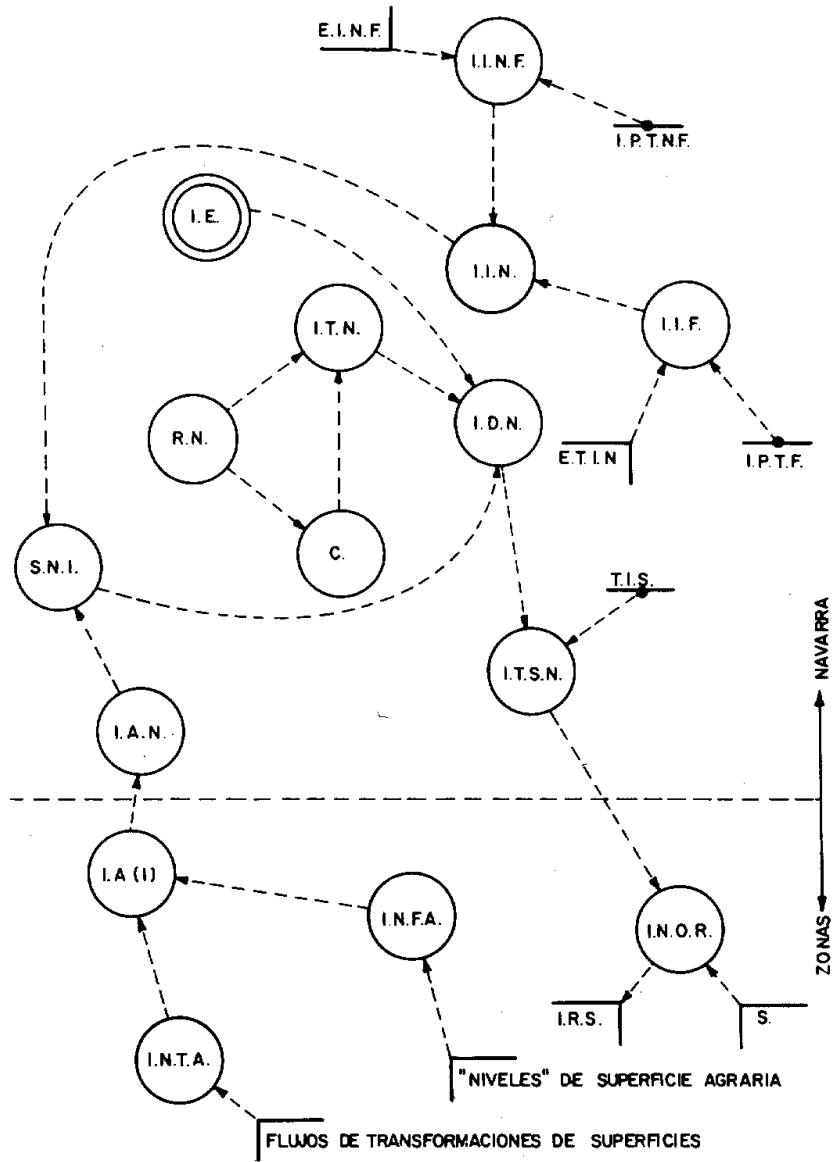 E.I.N.F.
I.I.N.F.
I.P.T.N.F.
I.E.
I.I.N.
I.T.N.
I.I.F.
R.N.
I.D.N.
E.T.I.N
I.P.T.F.
C.
S.N.I.
T.I.S.
I.T.S.N.
NAVARRA
I.A.N.
ZONAS
I.A(I)
I.N.F.A.
I.N.O.R.
I.R.S.
S.
I.N.T.A.
"NIVELES" DE SUPERFICIE AGRARIA
FLUJOS DE TRANSFORMACIONES DE SUPERFICIES